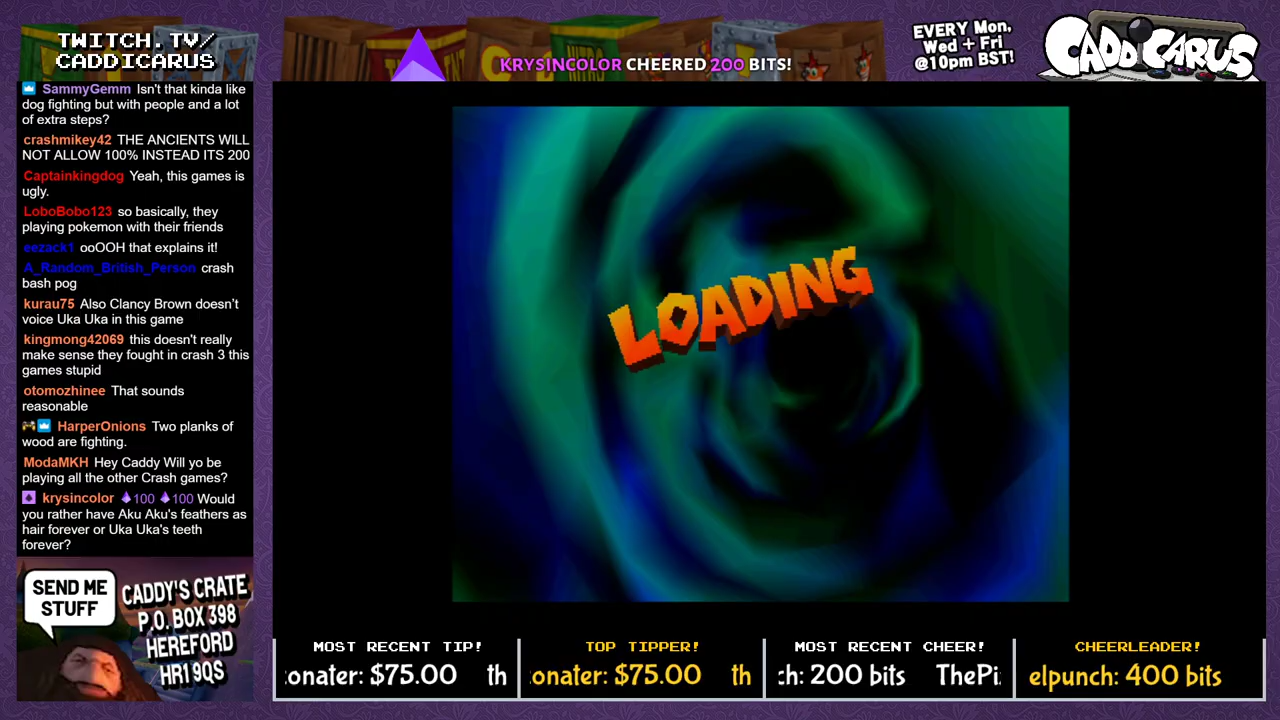 TWITCH.TV/
CADDICARUS
KRYSINCOLOR CHEERED 200 BITS!
EVERY Mon,
Wed + Fri
@10pm BST!
CADDICARUS
SammyGemm Isn't that kinda like
dog fighting but with people and a lot
of extra steps?
crashmikey42 THE ANCIENTS WILL
NOT ALLOW 100% INSTEAD ITS 200
Captainkingdog Yeah, this games is
ugly.
LoboBobo123 so basically, they
playing pokemon with their friends
eezack1 ooOOH that explains it!
A_Random_British_Person crash
bash pog
kurau75 Also Clancy Brown doesn't
voice Uka Uka in this game
kingmong42069 this doesn't really
make sense they fought in crash 3 this
games stupid
otomozhinee That sounds
reasonable
HarperOnions Two planks of
wood are fighting.
ModaMKH Hey Caddy Will yo be
playing all the other Crash games?
krysincolor 100 100 Would
you rather have Aku Aku's feathers as
hair forever or Uka Uka's teeth
forever?
LOADING
SEND ME
STUFF
CADDY'S CRATE
P.O. BOX 398
HEREFORD
HR1 9QS
MOST RECENT TIP!
onater: $75.00 th
TOP TIPPER!
onater: $75.00 th
MOST RECENT CHEER!
ch: 200 bits ThePi
CHEERLEADER!
elpunch: 400 bits